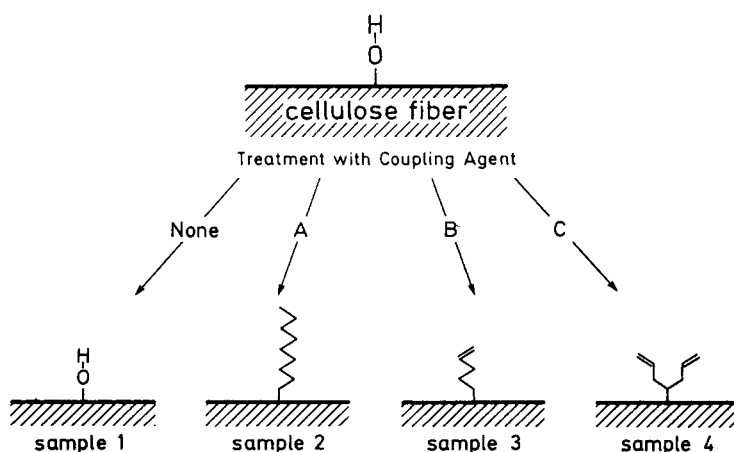 H
O
cellulose fiber
Treatment with Coupling Agent
None A B C
H
O
sample 1 sample 2 sample 3 sample 4